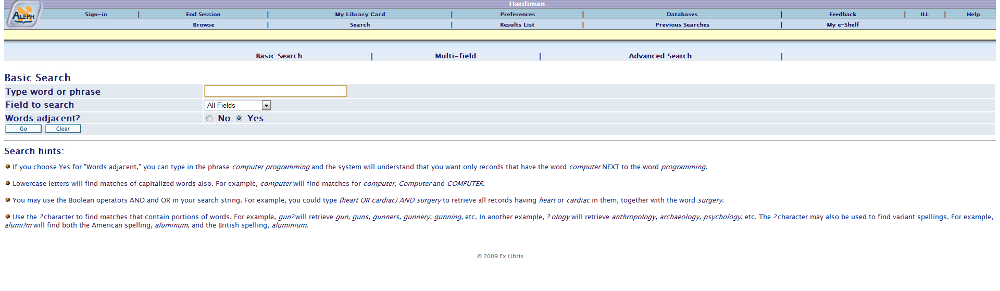 Hardiman
ALEPH
Sign-in | End Session | My Library Card | Preferences | Databases | Feedback | ILL | Help
Browse | Search | Results List | Previous Searches | My e-Shelf
Basic Search | Multi-field | Advanced Search |
Basic Search
Type word or phrase
Field to search All Fields
Words adjacent? No Yes
Go Clear
Search hints:
If you choose Yes for "Words adjacent," you can type in the phrase computer programming and the system will understand that you want only records that have the word computer NEXT to the word programming.
Lowercase letters will find matches of capitalized words also. For example, computer will find matches for computer, Computer and COMPUTER.
You may use the Boolean operators AND and OR in your search string. For example, you could type (heart OR cardiac) AND surgery to retrieve all records having heart or cardiac in them, together with the word surgery.
Use the ? character to find matches that contain portions of words. For example, gun? will retrieve gun, guns, gunners, gunnery, gunning, etc. In another example, ? ology will retrieve anthropology, archaeology, psychology, etc. The ? character may also be used to find variant spellings. For example,
alumi?m will find both the American spelling, aluminum, and the British spelling, aluminium.
© 2009 Ex Libris